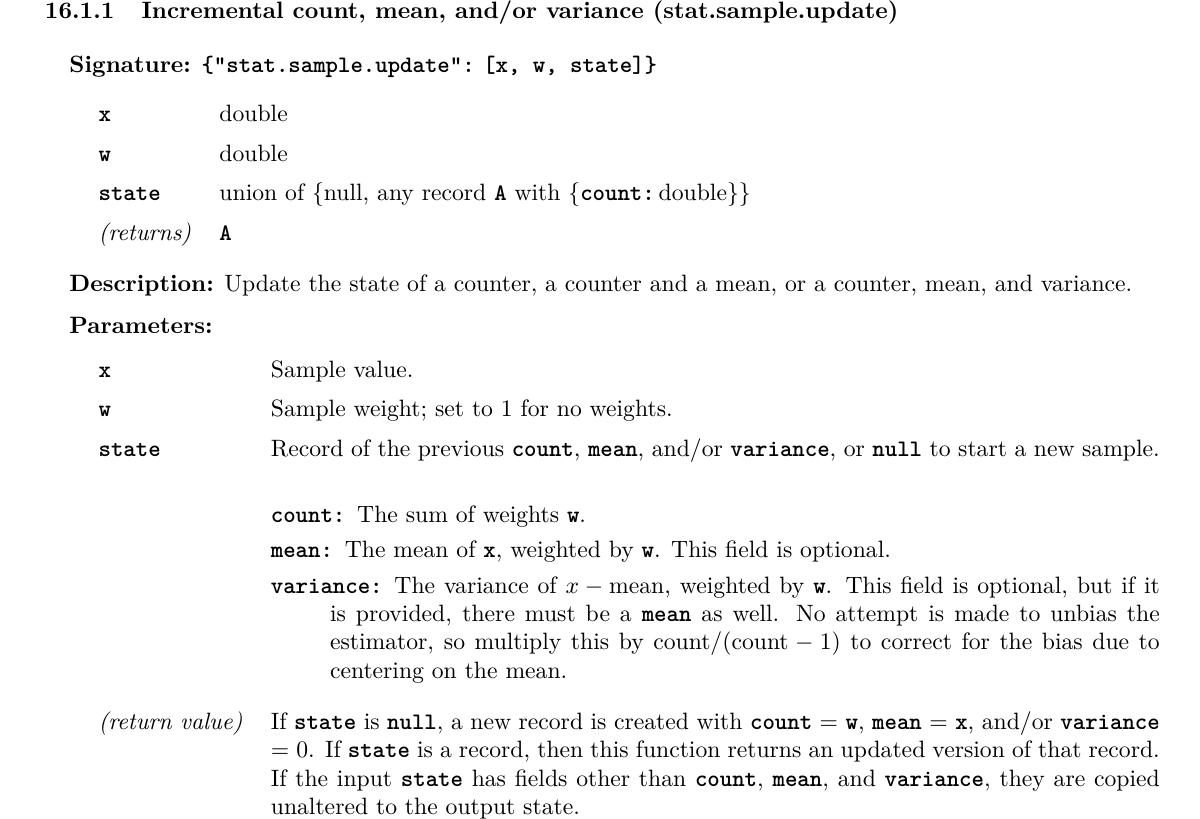 16.1.1 Incremental count, mean, and/or variance (stat.sample.update)
Signature: {"stat.sample.update": [x, w, state]}
x double
w double
state union of {null, any record A with {count: double}}
(returns) A
Description: Update the state of a counter, a counter and a mean, or a counter, mean, and variance.
Parameters:
x Sample value.
w Sample weight; set to 1 for no weights.
state Record of the previous count, mean, and/or variance, or null to start a new sample.
count: The sum of weights w.
mean: The mean of x, weighted by w. This field is optional.
variance: The variance of x − mean, weighted by w. This field is optional, but if it
is provided, there must be a mean as well. No attempt is made to unbias the
estimator, so multiply this by count/(count − 1) to correct for the bias due to
centering on the mean.
(return value) If state is null, a new record is created with count = w, mean = x, and/or variance
= 0. If state is a record, then this function returns an updated version of that record.
If the input state has fields other than count, mean, and variance, they are copied
unaltered to the output state.